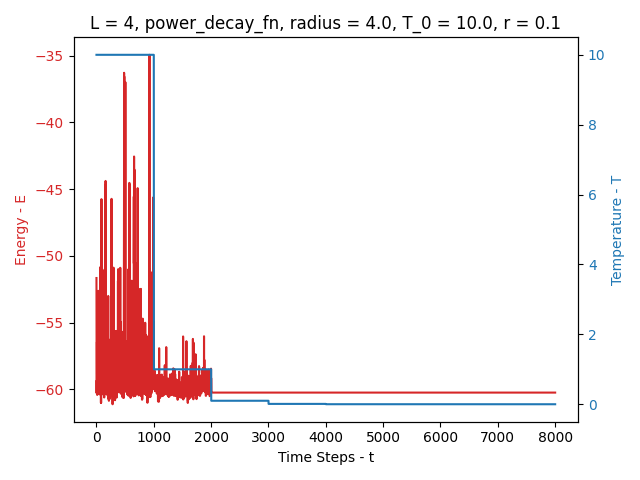 L = 4, power_decay_fn, radius = 4.0, T_0 = 10.0, r = 0.1
−35
−40
−45
−50
−55
−60
Energy - E
10
8
6
4
2
0
Temperature - T
0 1000 2000 3000 4000 5000 6000 7000 8000
Time Steps - t